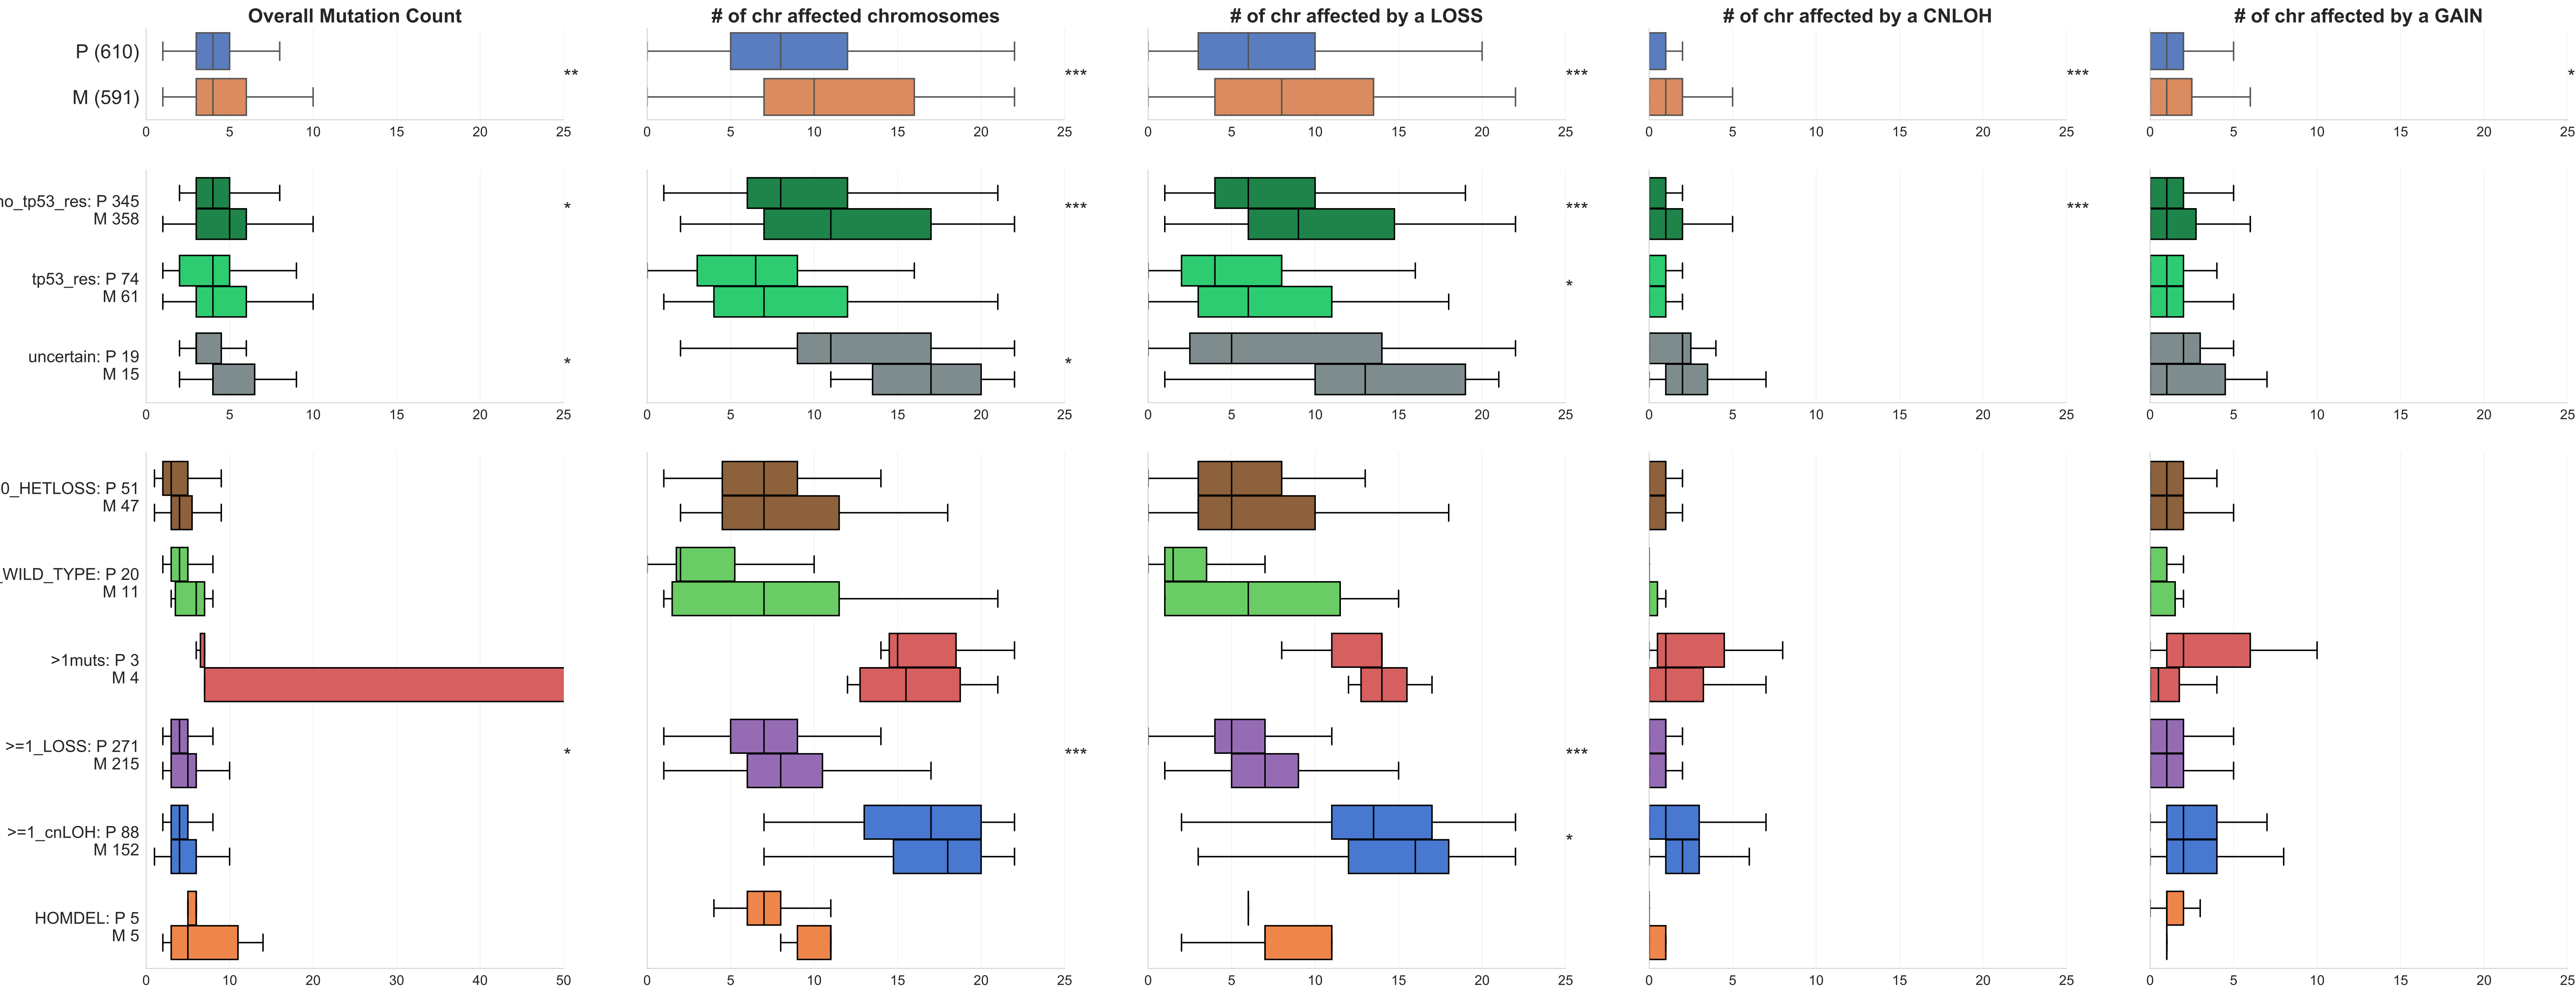 Overall Mutation Count
# of chr affected chromosomes
# of chr affected by a LOSS
# of chr affected by a CNLOH
# of chr affected by a GAIN
P (610)
M (591)
** *** *** *** *
0 5 10 15 20 25
0 5 10 15 20 25
0 5 10 15 20 25
0 5 10 15 20 25
0 5 10 15 20 25
no_tp53_res: P 345
M 358
* *** *** ***
tp53_res: P 74
M 61
*
uncertain: P 19
M 15
* *
0 5 10 15 20 25
0 5 10 15 20 25
0 5 10 15 20 25
0 5 10 15 20 25
0 5 10 15 20 25
0_HETLOSS: P 51
M 47
_WILD_TYPE: P 20
M 11
>1muts: P 3
M 4
>=1_LOSS: P 271
M 215
* *** ***
>=1_cnLOH: P 88
M 152
*
HOMDEL: P 5
M 5
0 10 20 30 40 50
0 5 10 15 20 25
0 5 10 15 20 25
0 5 10 15 20 25
0 5 10 15 20 25